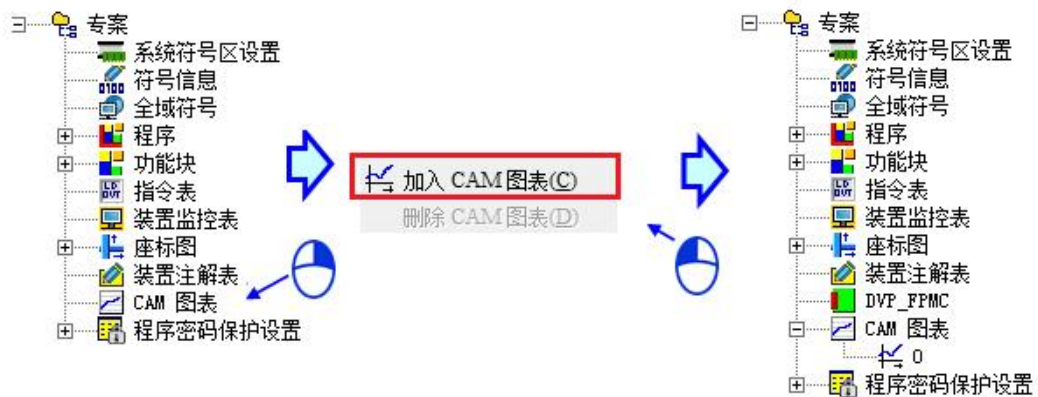 专案
系统符号区设置
符号信息
全域符号
程序
功能块
指令表
装置监控表
座标图
装置注解表
CAM 图表
程序密码保护设置
加入 CAM 图表(C)
删除 CAM 图表(D)
专案
系统符号区设置
符号信息
全域符号
程序
功能块
指令表
装置监控表
座标图
装置注解表
DVP_FPMC
CAM 图表
0
程序密码保护设置